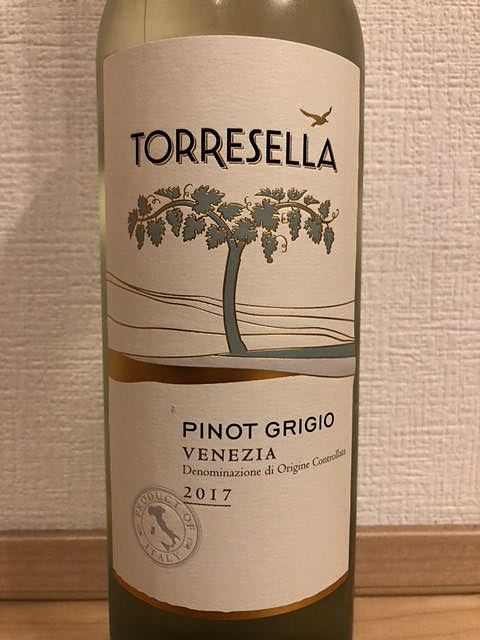 TORRESELLA
PINOT GRIGIO
VENEZIA
Denominazione di Origine Controllata
2017
PRODUCT OF
ITALY